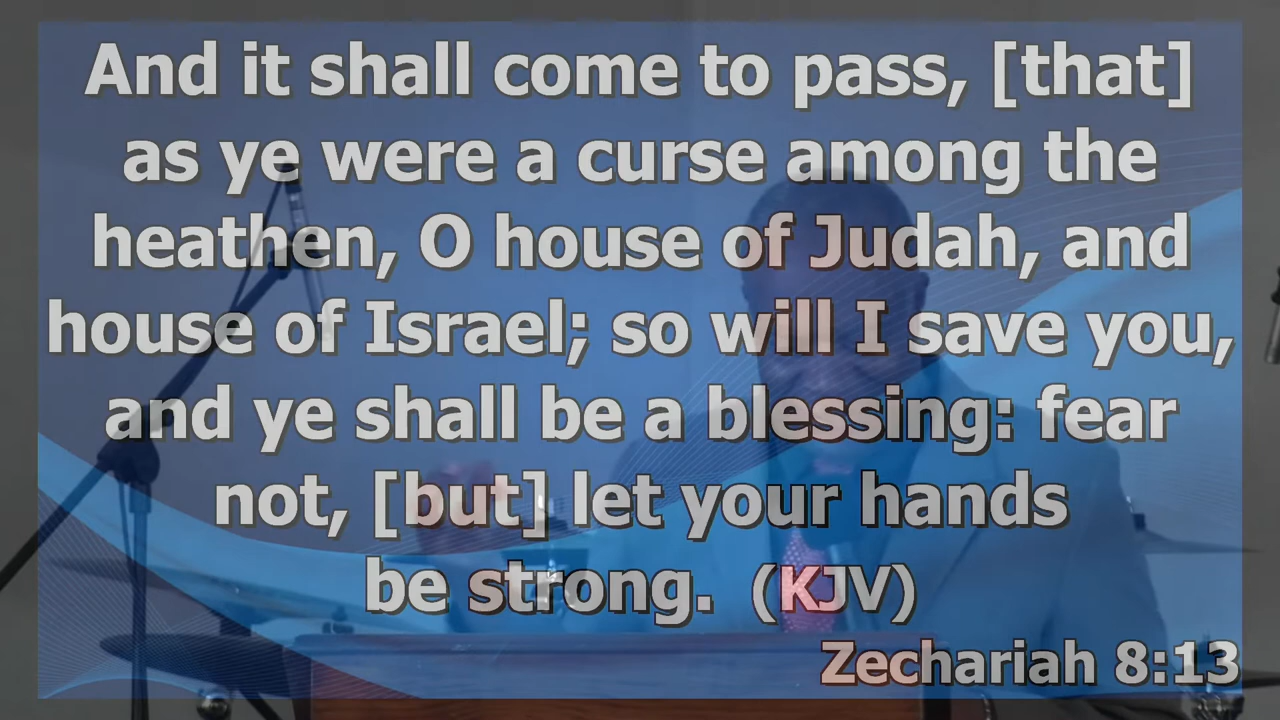 And it shall come to pass, [that]
as ye were a curse among the
heathen, O house of Judah, and
house of Israel; so will I save you,
and ye shall be a blessing: fear
not, [but] let your hands
be strong. (KJV)
Zechariah 8:13